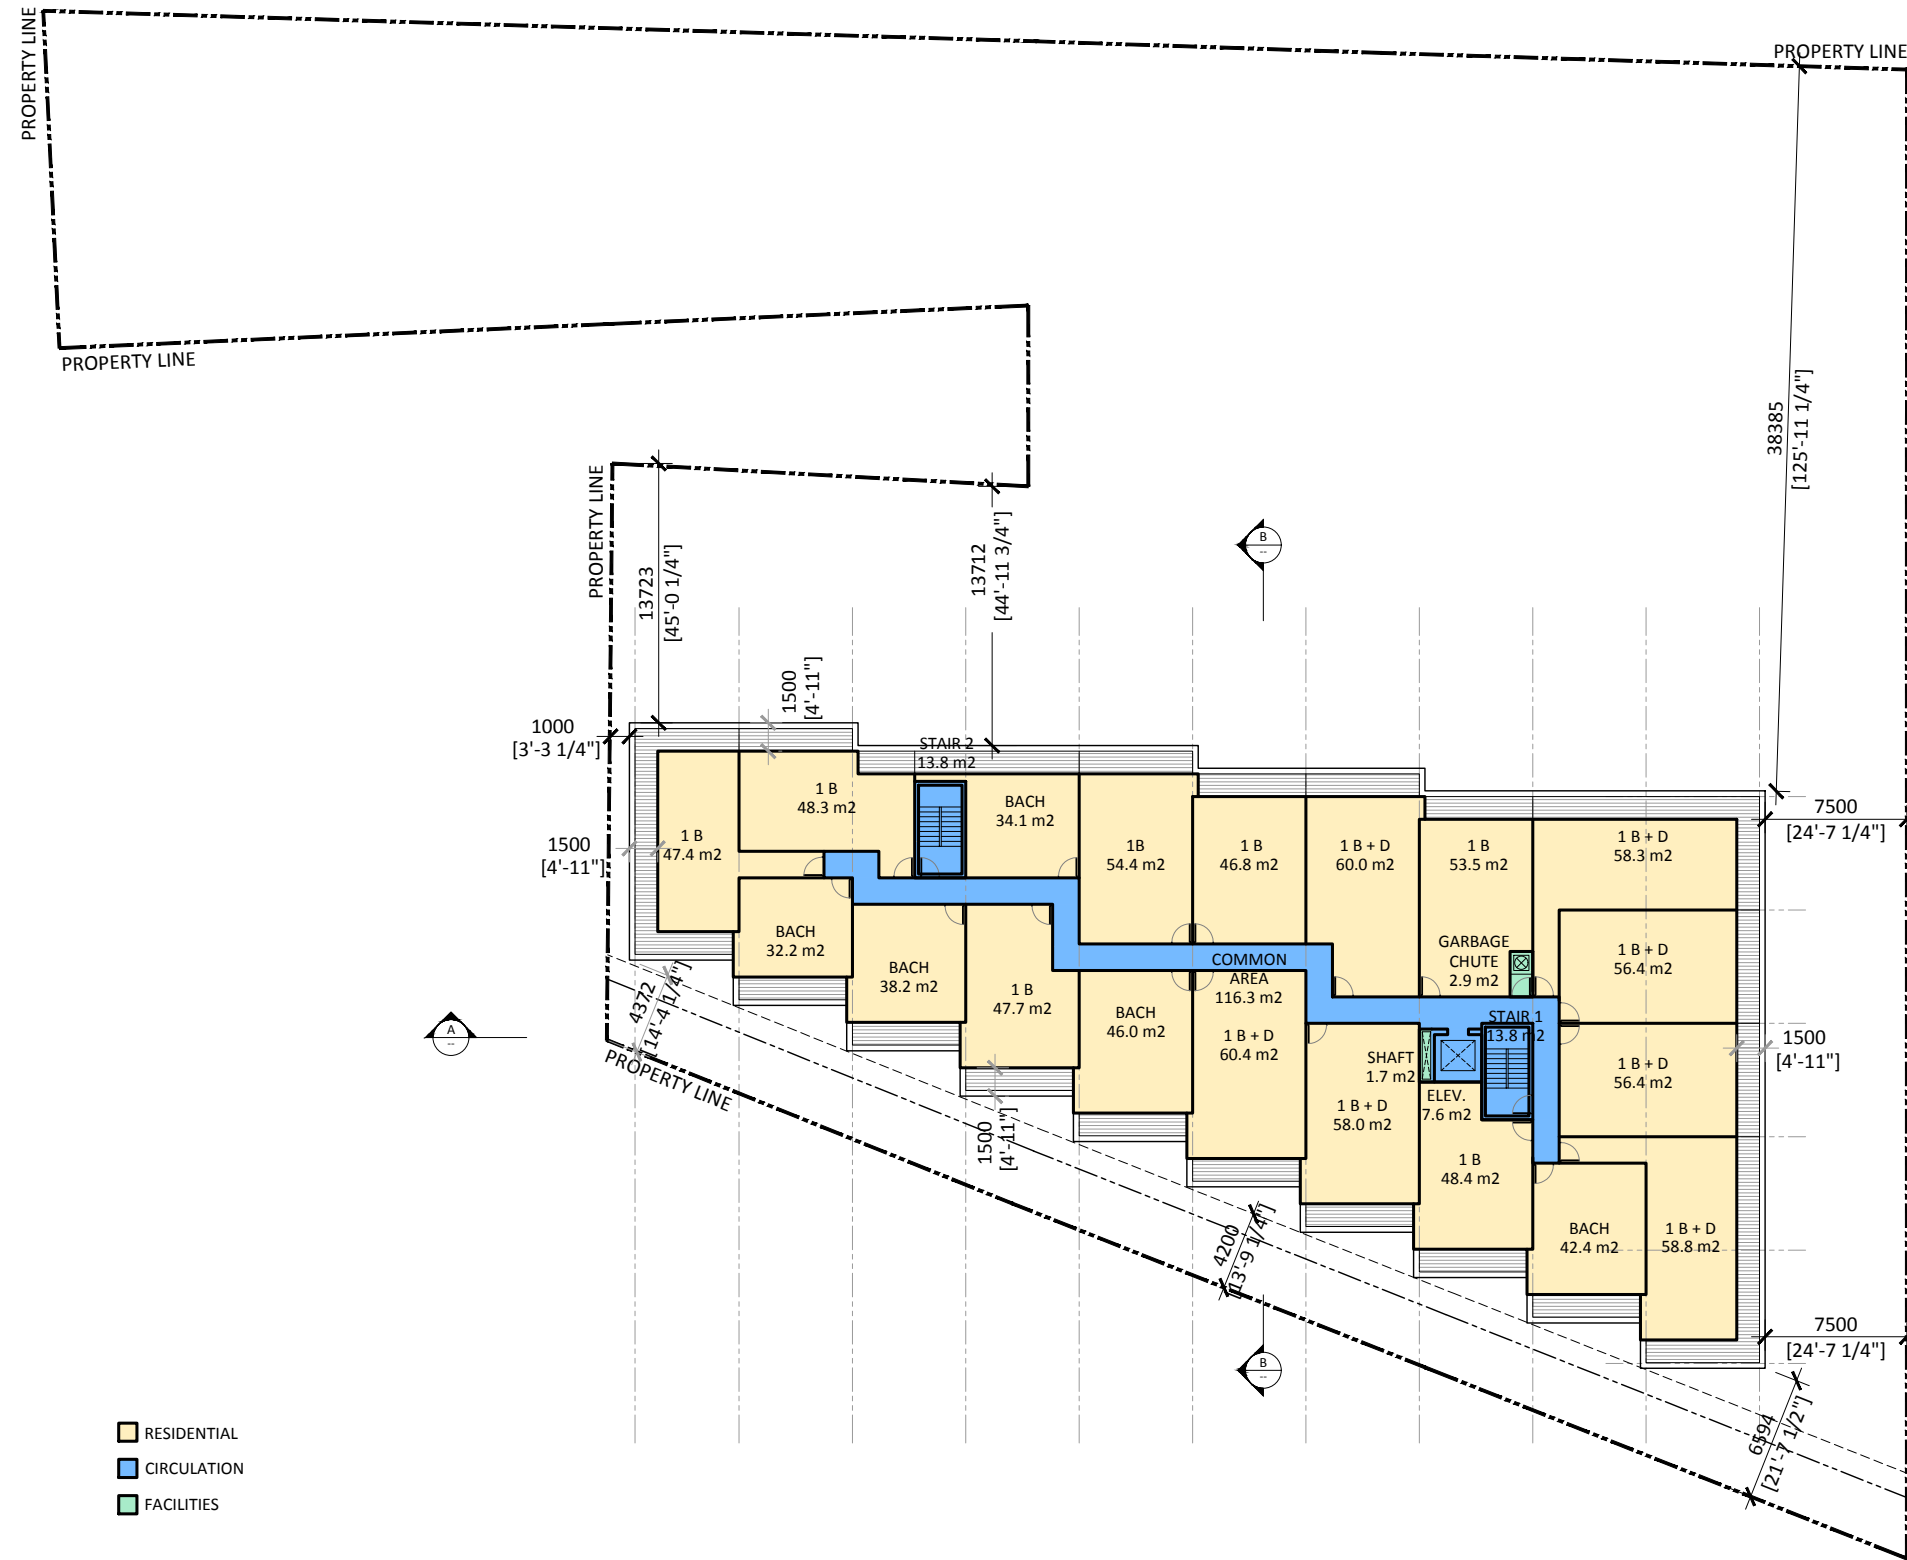 PROPERTY LINE
PROPERTY LINE
PROPERTY LINE
38385
[125'-11 1/4"]
PROPERTY LINE
13723
[45'-0 1/4"]
13712
[44'-11 3/4"]
B
--
1500
[4'-11"]
1000
[3'-3 1/4"]
STAIR 2
13.8 m2
1500
[4'-11"]
1 B
47.4 m2
1 B
48.3 m2
BACH
34.1 m2
1B
54.4 m2
1 B
46.8 m2
1 B + D
60.0 m2
1 B
53.5 m2
1 B + D
58.3 m2
7500
[24'-7 1/4"]
BACH
32.2 m2
BACH
38.2 m2
1 B
47.7 m2
BACH
46.0 m2
COMMON
AREA
116.3 m2
1 B + D
60.4 m2
GARBAGE
CHUTE
2.9 m2
1 B + D
56.4 m2
STAIR 1
13.8 m2
SHAFT
1.7 m2
ELEV.
7.6 m2
1 B + D
58.0 m2
1 B + D
56.4 m2
1500
[4'-11"]
1 B
48.4 m2
BACH
42.4 m2
1 B + D
58.8 m2
A
--
4372
[14'-4 1/4"]
PROPERTY LINE
1500
[4'-11"]
4200
[13'-9 1/4"]
B
--
7500
[24'-7 1/4"]
6594
[21'-7 1/2"]
RESIDENTIAL
CIRCULATION
FACILITIES